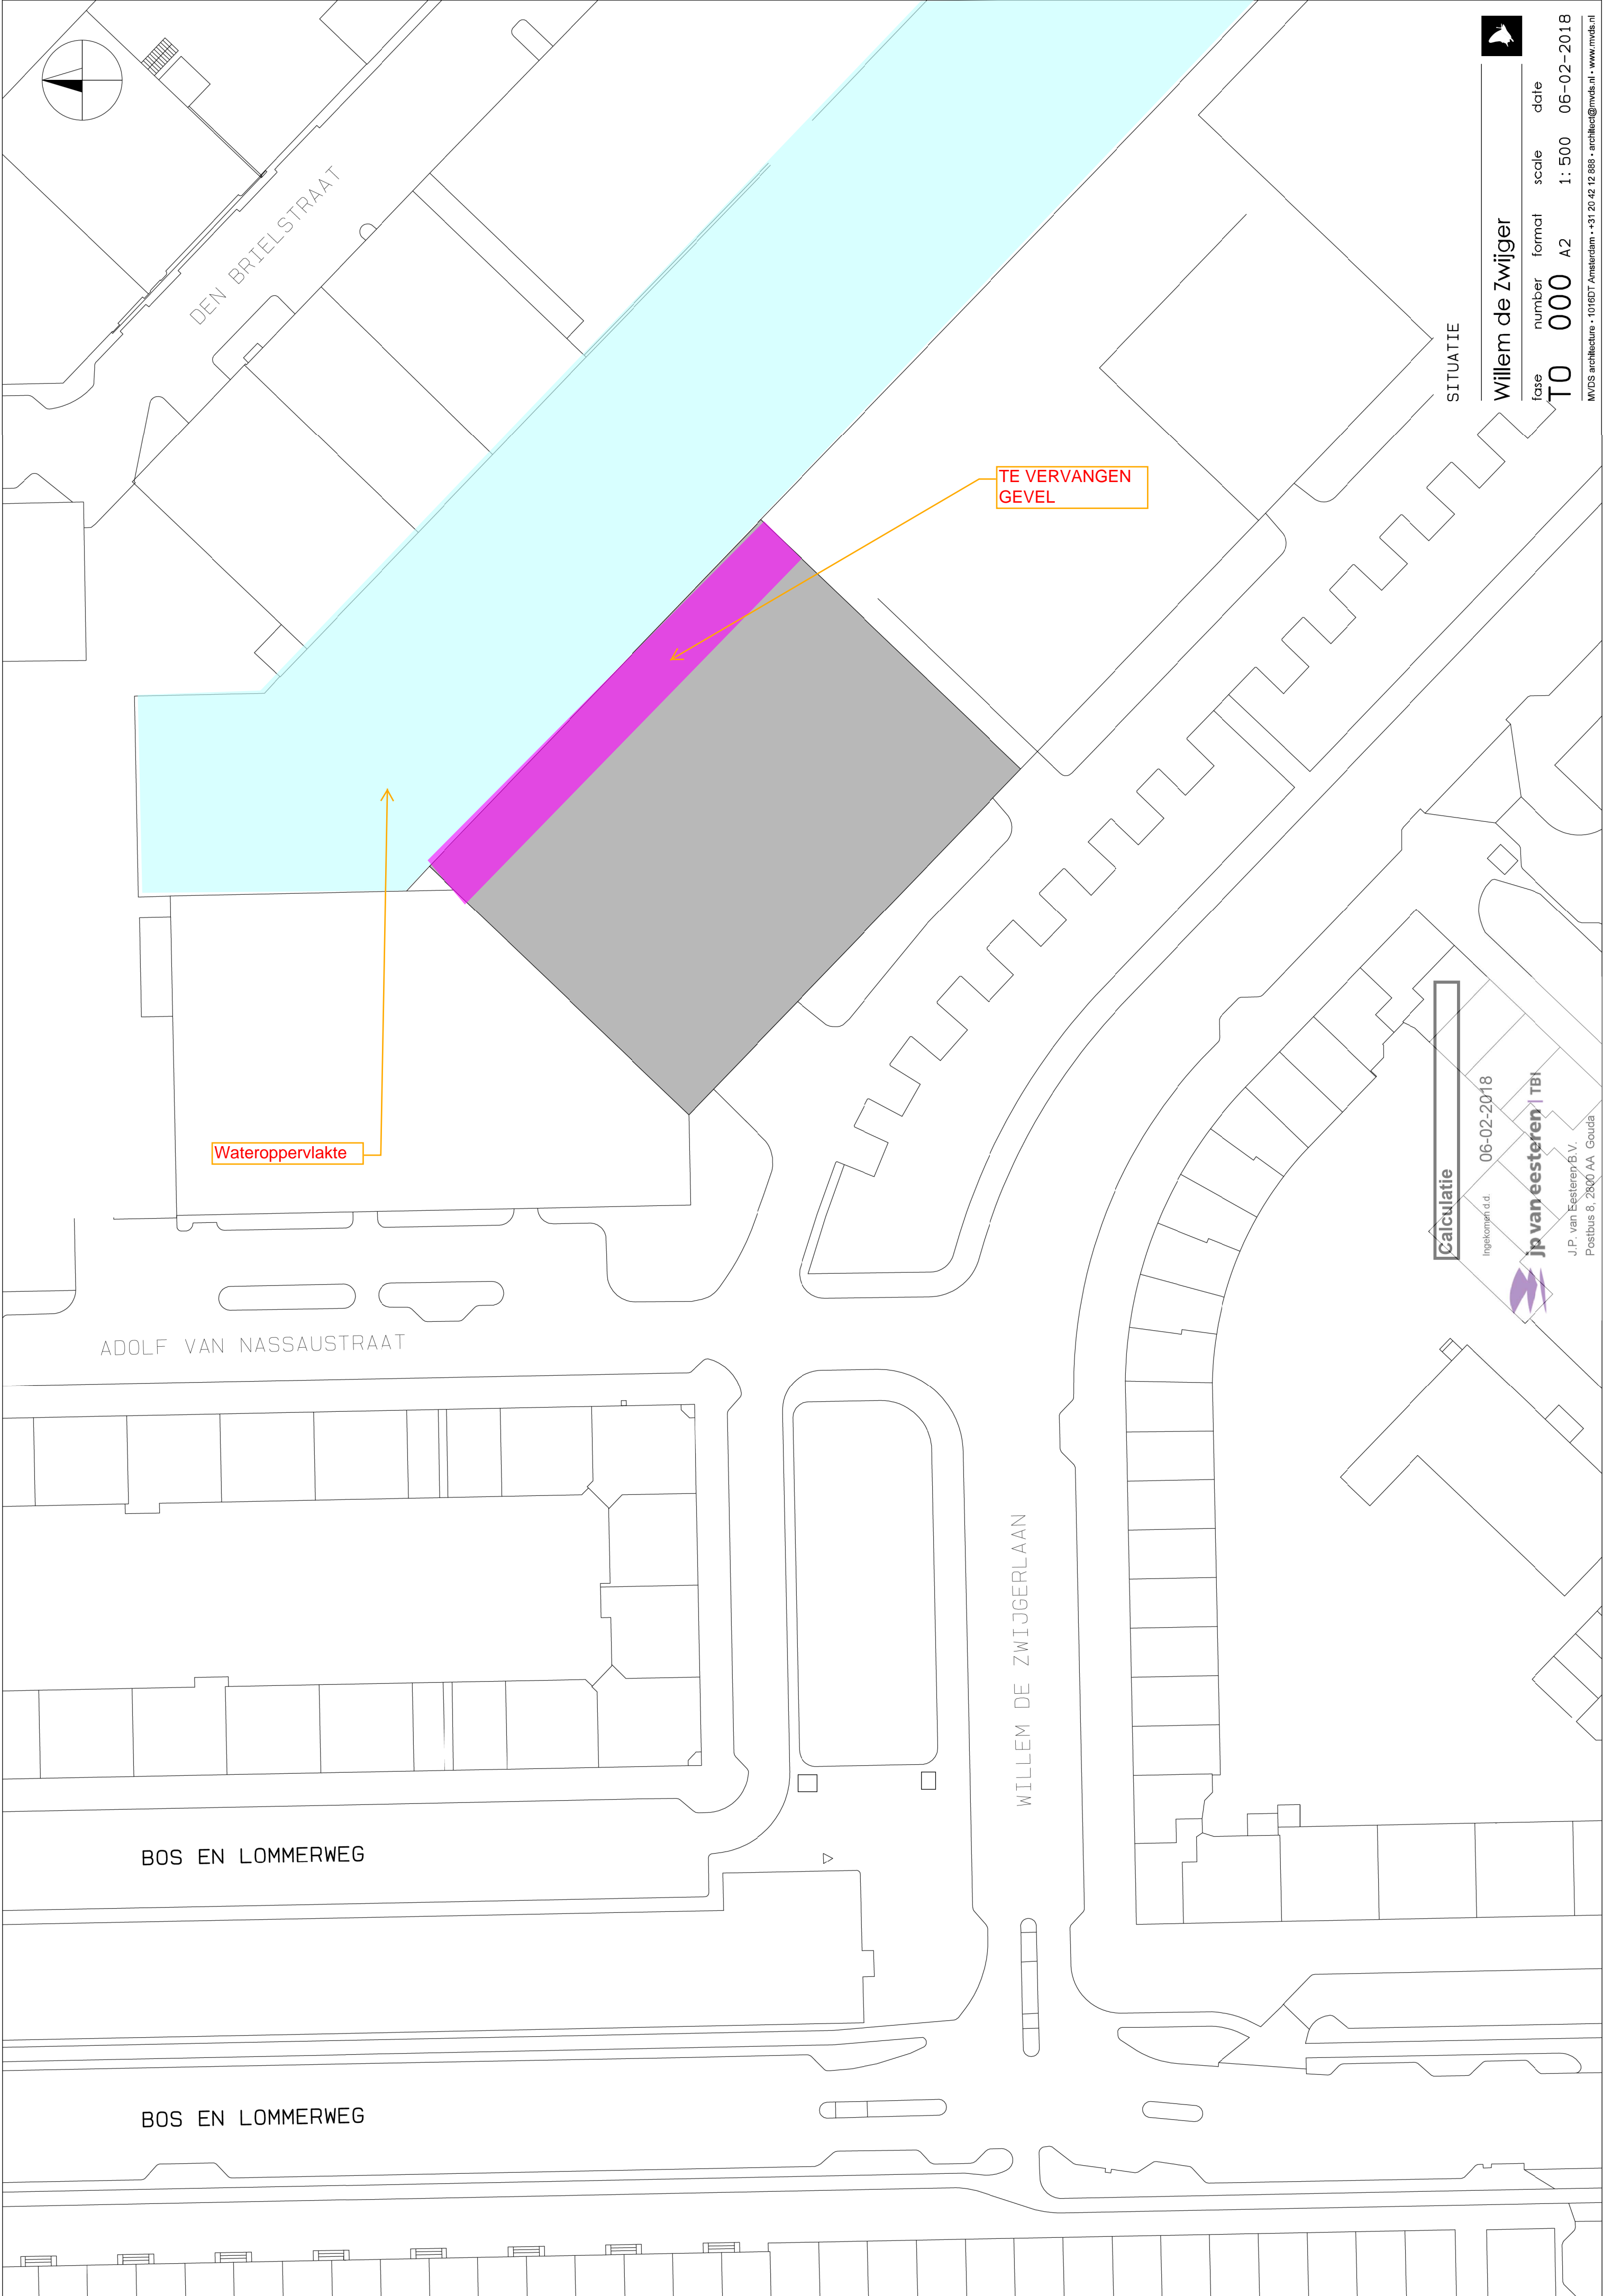 DEN BRIELSTRAAT
TE VERVANGEN
GEVEL
Wateroppervlakte
ADOLF VAN NASSAUSTRAAT
WILLEM DE ZWIJGERLAAN
BOS EN LOMMERWEG
BOS EN LOMMERWEG
SITUATIE
Willem de Zwijger
fase number format scale date
TO 000 A2 1:500 06-02-2018
MVDS architecture • 1016DT Amsterdam • +31 20 42 12 888 • architect@mvds.nl • www.mvds.nl
Calculatie
Ingekomen d.d. 06-02-2018
jp van eesteren | TBI
J.P. van Eesteren B.V.
Postbus 8, 2800 AA Gouda